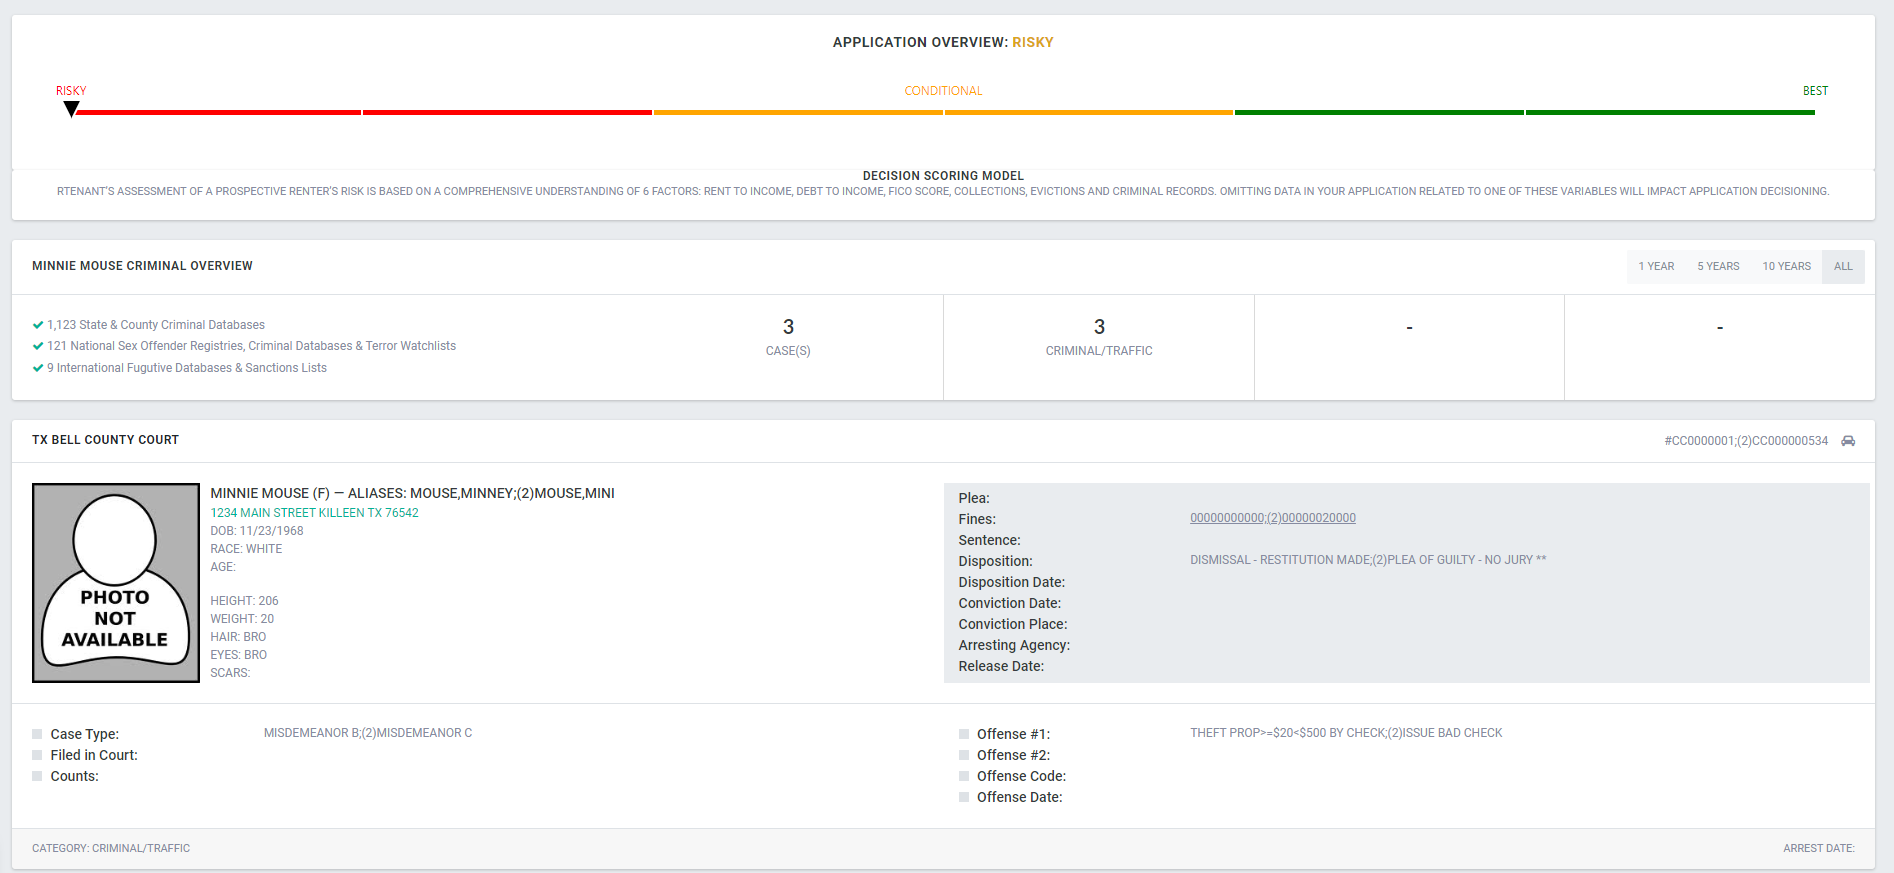 APPLICATION OVERVIEW: RISKY
RISKY
CONDITIONAL
BEST
DECISION SCORING MODEL
RTENANT'S ASSESSMENT OF A PROSPECTIVE RENTER'S RISK IS BASED ON A COMPREHENSIVE UNDERSTANDING OF 6 FACTORS: RENT TO INCOME, DEBT TO INCOME, FICO SCORE, COLLECTIONS, EVICTIONS AND CRIMINAL RECORDS. OMITTING DATA IN YOUR APPLICATION RELATED TO ONE OF THESE VARIABLES WILL IMPACT APPLICATION DECISIONING.
MINNIE MOUSE CRIMINAL OVERVIEW
1 YEAR 5 YEARS 10 YEARS ALL
1,123 State & County Criminal Databases
121 National Sex Offender Registries, Criminal Databases & Terror Watchlists
9 International Fugutive Databases & Sanctions Lists
3
CASE(S)
3
CRIMINAL/TRAFFIC
-
-
TX BELL COUNTY COURT
#CC0000001;(2)CC000000534
PHOTO
NOT
AVAILABLE
MINNIE MOUSE (F) — ALIASES: MOUSE,MINNEY;(2)MOUSE,MINI
1234 MAIN STREET KILLEEN TX 76542
DOB: 11/23/1968
RACE: WHITE
AGE:
HEIGHT: 206
WEIGHT: 20
HAIR: BRO
EYES: BRO
SCARS:
Plea:
Fines: 00000000000;(2)00000020000
Sentence:
Disposition: DISMISSAL - RESTITUTION MADE;(2)PLEA OF GUILTY - NO JURY **
Disposition Date:
Conviction Date:
Conviction Place:
Arresting Agency:
Release Date:
Case Type: MISDEMEANOR B;(2)MISDEMEANOR C
Filed in Court:
Counts:
Offense #1: THEFT PROP>=$20<$500 BY CHECK;(2)ISSUE BAD CHECK
Offense #2:
Offense Code:
Offense Date:
CATEGORY: CRIMINAL/TRAFFIC
ARREST DATE: